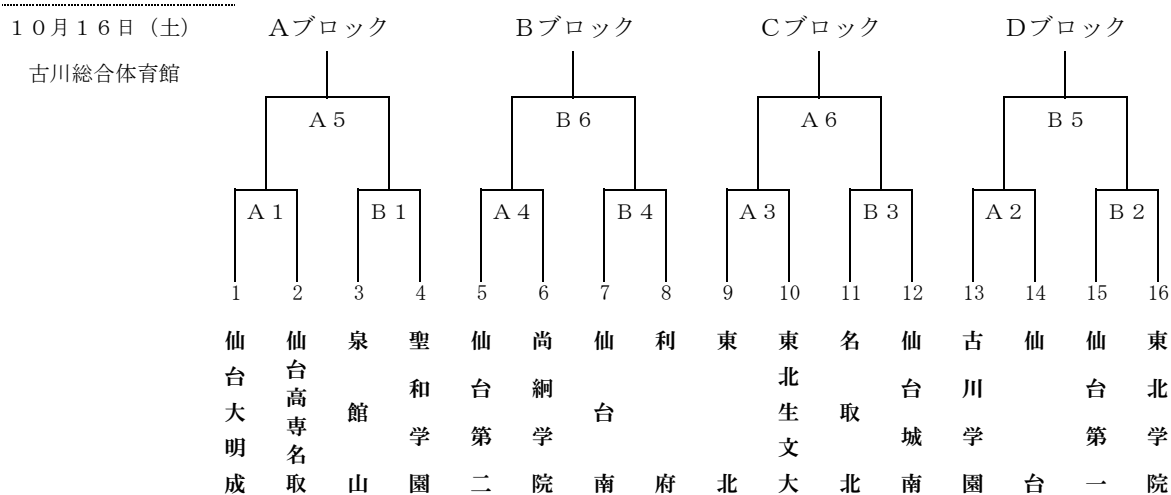 10月16日（土）
古川総合体育館
Aブロック Bブロック Cブロック Dブロック
A5 B6 A6 B5
A1 B1 A4 B4 A3 B3 A2 B2
1 2 3 4 5 6 7 8 9 10 11 12 13 14 15 16
仙台大明成
仙台高専名取
泉館山
聖和学園
仙台第二
尚絅学院
仙台南
利府
東北
東北生文大
名取北
仙台城南
古川学園
仙台
仙台第一
東北学院